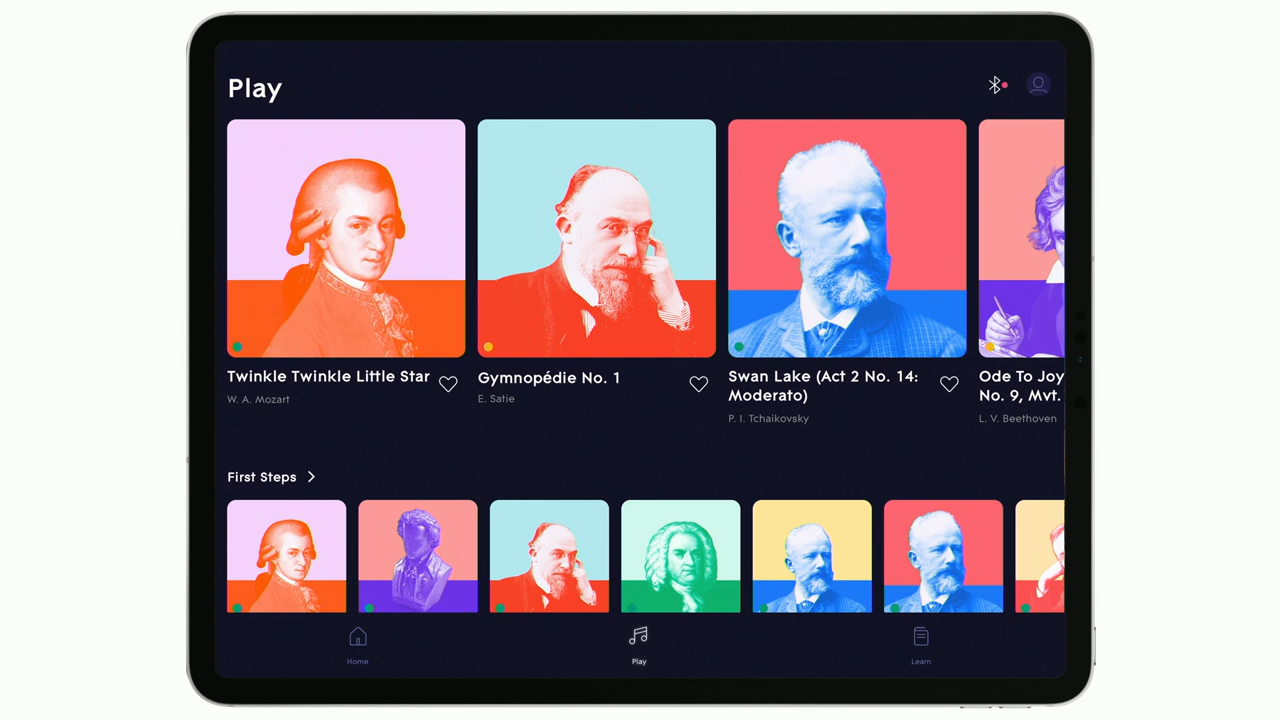 Play
Twinkle Twinkle Little Star
W. A. Mozart
Gymnopédie No. 1
E. Satie
Swan Lake (Act 2 No. 14:
Moderato)
P. I. Tchaikovsky
Ode To Joy
No. 9, Mvt.
L. V. Beethoven
First Steps
Home
Play
Learn